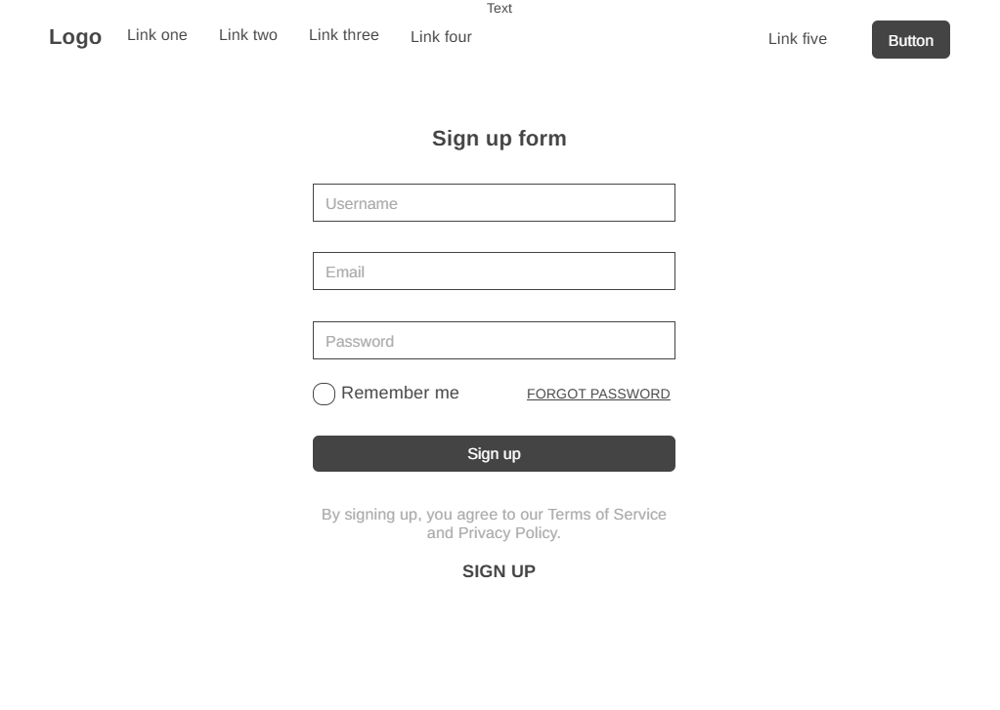 Text
Logo
Link one
Link two
Link three
Link four
Link five
Button
Sign up form
Username
Email
Password
Remember me
FORGOT PASSWORD
Sign up
By signing up, you agree to our Terms of Service
and Privacy Policy.
SIGN UP